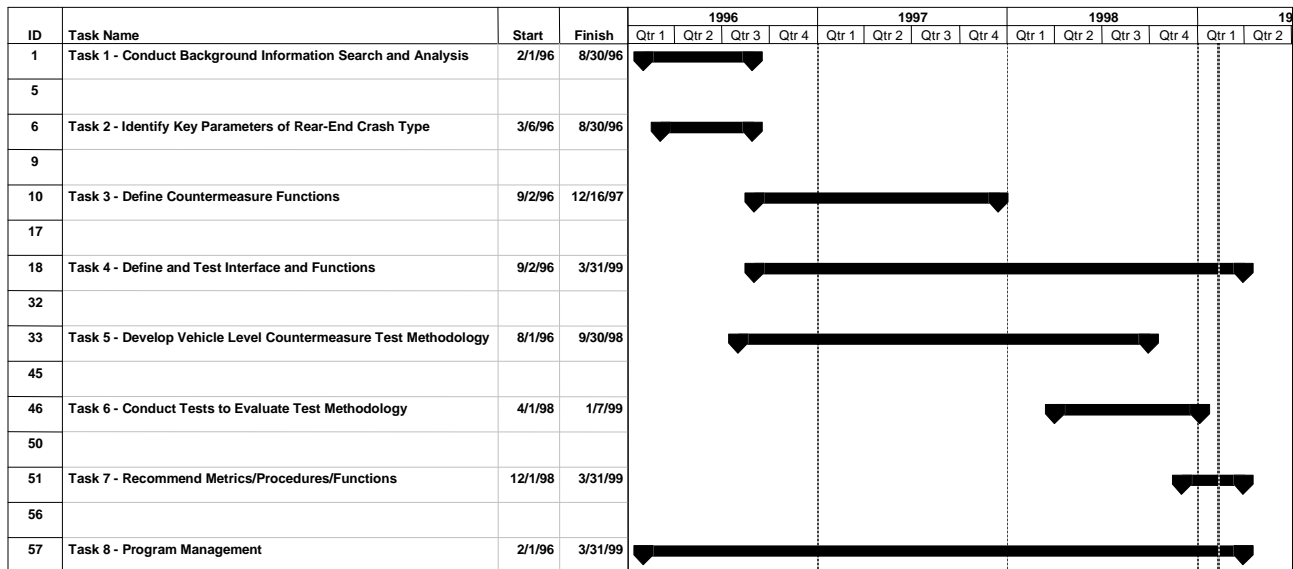 1996 1997 1998 19
ID Task Name Start Finish Qtr 1 Qtr 2 Qtr 3 Qtr 4 Qtr 1 Qtr 2 Qtr 3 Qtr 4 Qtr 1 Qtr 2 Qtr 3 Qtr 4 Qtr 1 Qtr 2
1 Task 1 - Conduct Background Information Search and Analysis 2/1/96 8/30/96
5
6 Task 2 - Identify Key Parameters of Rear-End Crash Type 3/6/96 8/30/96
9
10 Task 3 - Define Countermeasure Functions 9/2/96 12/16/97
17
18 Task 4 - Define and Test Interface and Functions 9/2/96 3/31/99
32
33 Task 5 - Develop Vehicle Level Countermeasure Test Methodology 8/1/96 9/30/98
45
46 Task 6 - Conduct Tests to Evaluate Test Methodology 4/1/98 1/7/99
50
51 Task 7 - Recommend Metrics/Procedures/Functions 12/1/98 3/31/99
56
57 Task 8 - Program Management 2/1/96 3/31/99